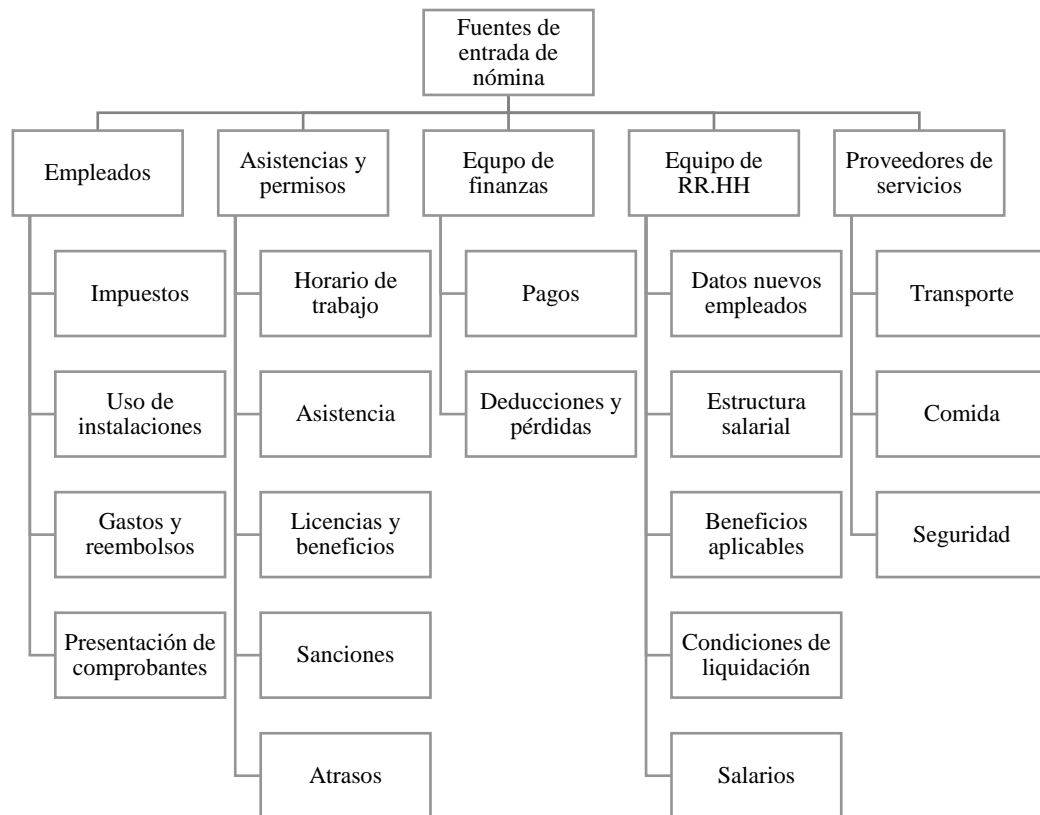 Fuentes de
entrada de
nómina
Empleados
Impuestos
Uso de
instalaciones
Gastos y
reembolsos
Presentación de
comprobantes
Asistencias y
permisos
Horario de
trabajo
Asistencia
Licencias y
beneficios
Sanciones
Atrasos
Equpo de
finanzas
Pagos
Deducciones y
pérdidas
Equipo de
RR.HH
Datos nuevos
empleados
Estructura
salarial
Beneficios
aplicables
Condiciones de
liquidación
Salarios
Proveedores de
servicios
Transporte
Comida
Seguridad